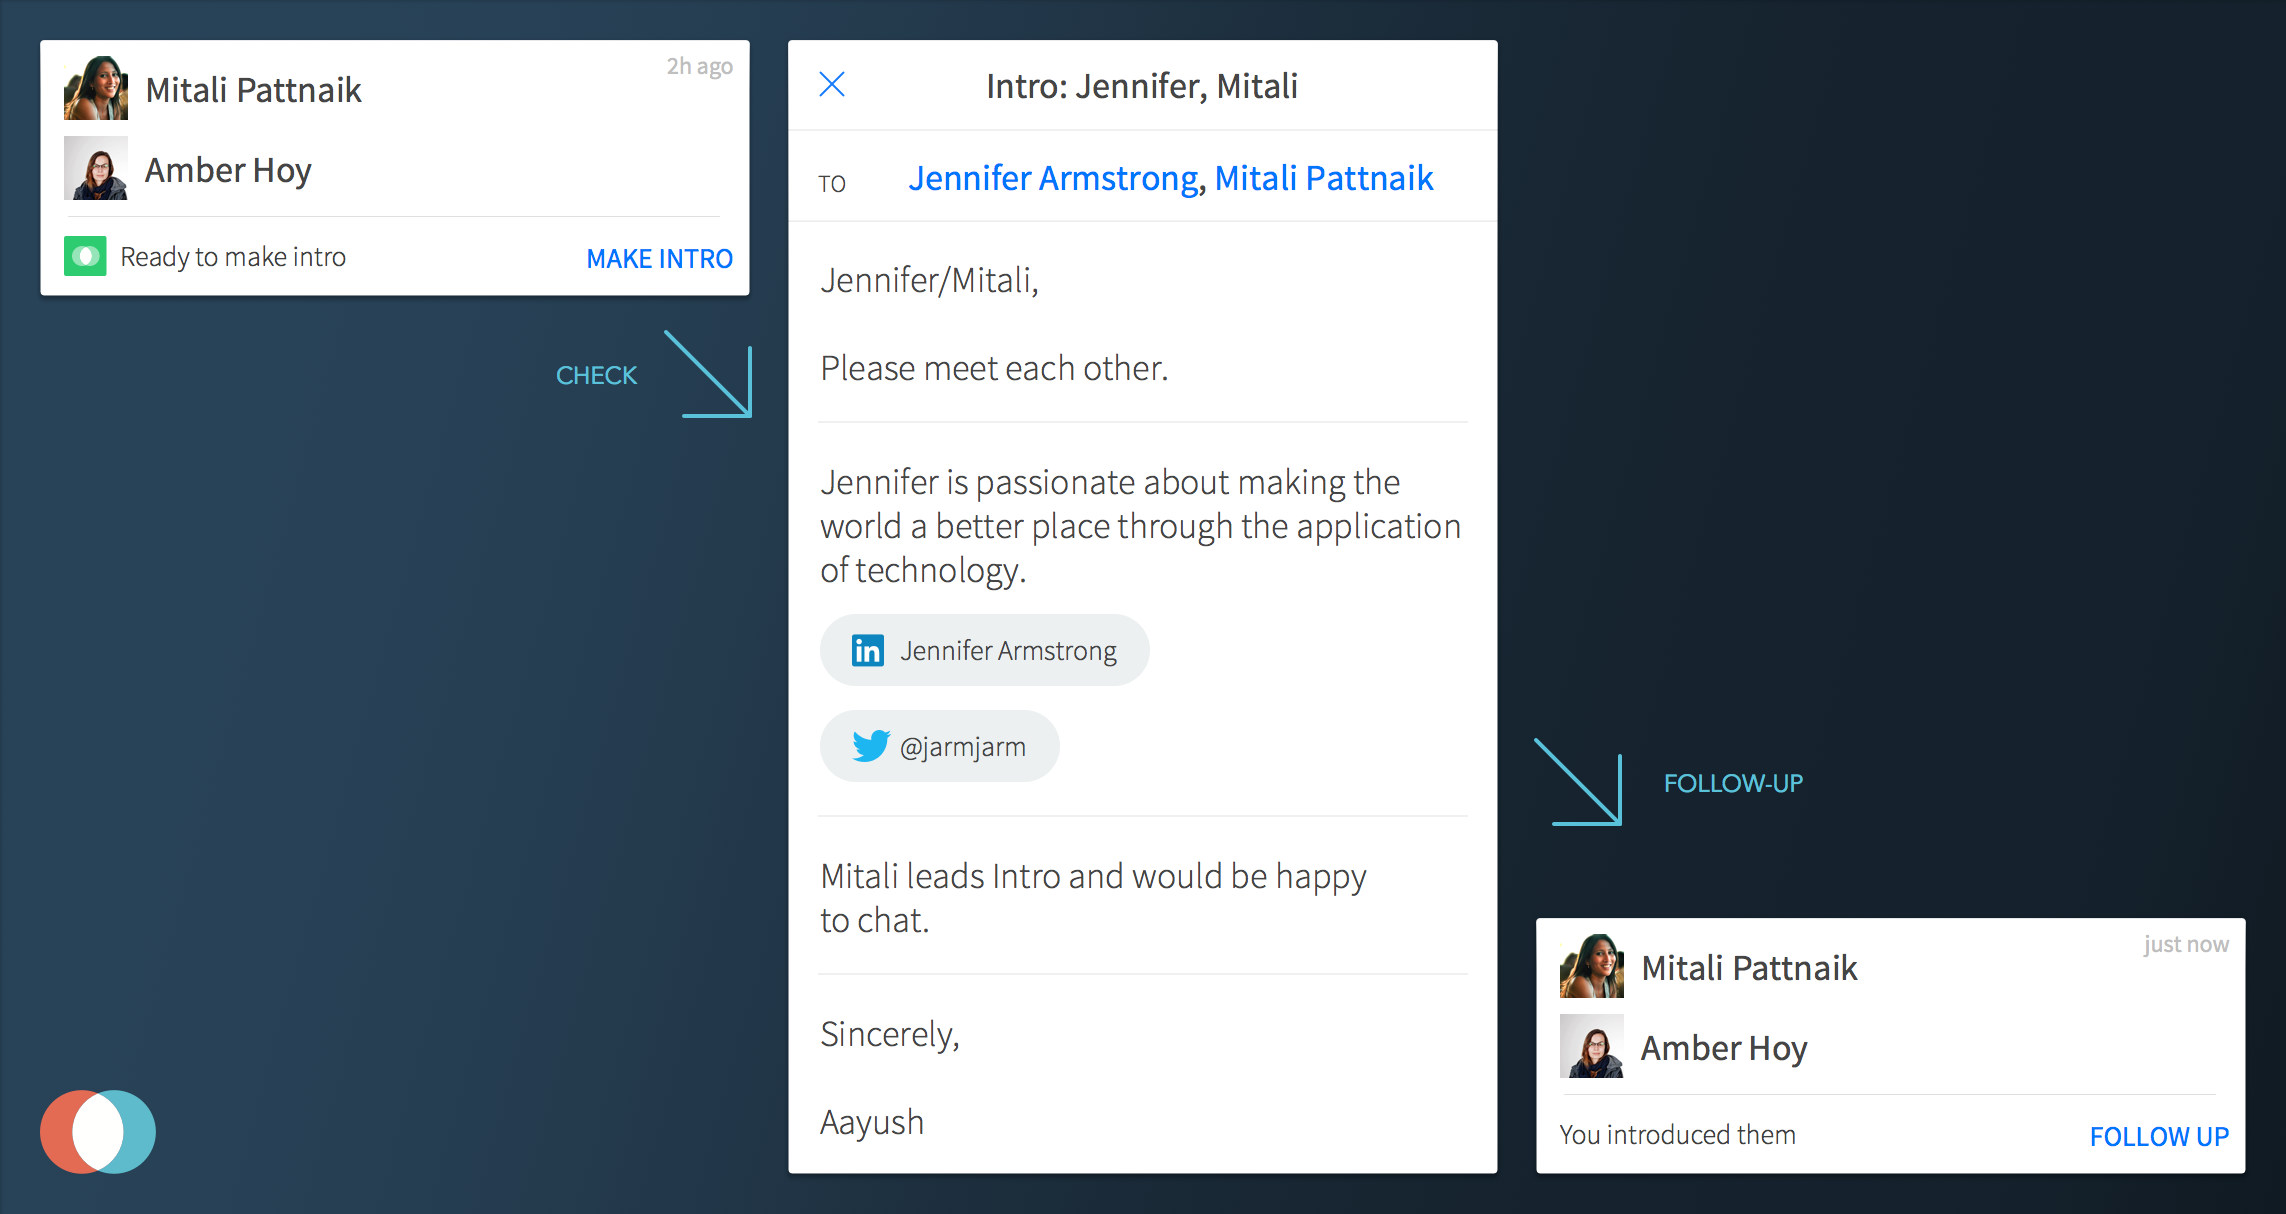 Mitali Pattnaik
2h ago
Amber Hoy
Ready to make intro
MAKE INTRO
CHECK
Intro: Jennifer, Mitali
TO
Jennifer Armstrong, Mitali Pattnaik
Jennifer/Mitali,
Please meet each other.
Jennifer is passionate about making the
world a better place through the application
of technology.
in Jennifer Armstrong
@jarmjarm
Mitali leads Intro and would be happy
to chat.
Sincerely,
Aayush
FOLLOW-UP
Mitali Pattnaik
just now
Amber Hoy
You introduced them
FOLLOW UP